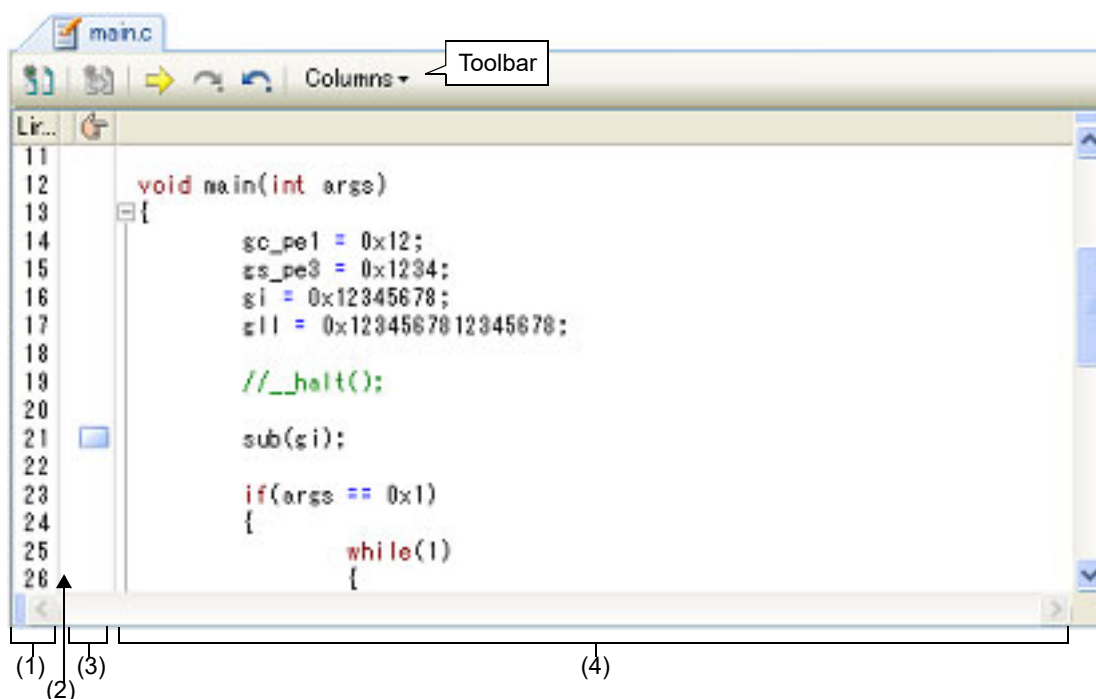 main.c
Columns
Toolbar
Lir...
11
12 void main(int args)
13 {
14 gc_pe1 = 0x12;
15 gs_pe3 = 0x1234;
16 gi = 0x12345678;
17 gll = 0x1234567812345678;
18
19 //__halt();
20
21 sub(gi);
22
23 if(args == 0x1)
24 {
25 while(1)
26 {
(1) (3) (4)
(2)